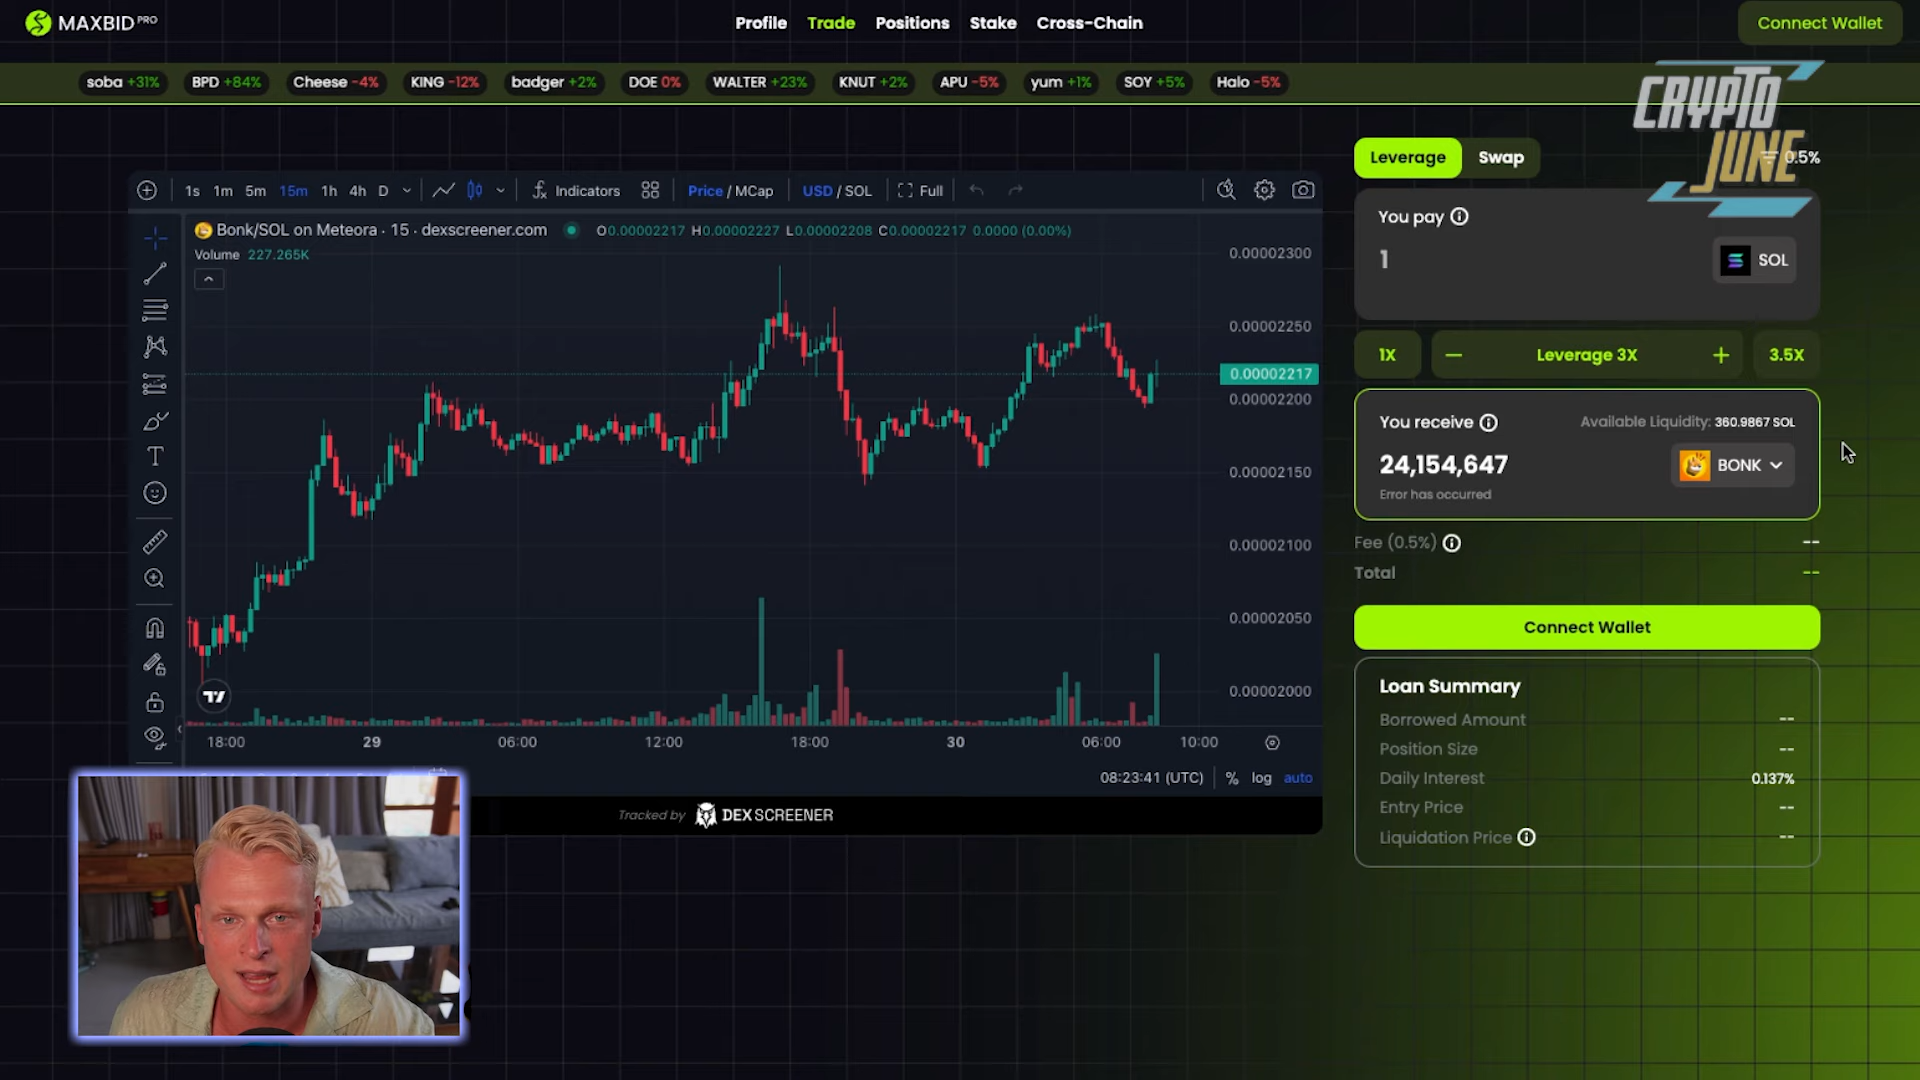 MAXBID PRO
Profile Trade Positions Stake Cross-Chain
Connect Wallet
soba +31% BPD +84% Cheese -4% KING -12% badger +2% DOE 0% WALTER +23% KNUT +2% APU -5% yum +1% SOY +5% Halo -5%
CRYPTO
JUNE
Leverage Swap 0.5%
1s 1m 5m 15m 1h 4h D Indicators Price / MCap USD / SOL Full
You pay
Bonk/SOL on Meteora · 15 · dexscreener.com O0.00002217 H0.00002227 L0.00002208 C0.00002217 0.0000 (0.00%)
Volume 227.265K
1 SOL
0.00002300
0.00002250
0.00002217
0.00002200
0.00002150
0.00002100
0.00002050
0.00002000
1X Leverage 3X 3.5X
You receive Available Liquidity: 360.9867 SOL
24,154,647 BONK
Error has occurred
Fee (0.5%) --
Total --
Connect Wallet
Loan Summary
Borrowed Amount --
Position Size --
Daily Interest 0.137%
Entry Price --
Liquidation Price --
18:00 29 06:00 12:00 18:00 30 06:00 10:00
08:23:41 (UTC) % log auto
Tracked by DEX SCREENER